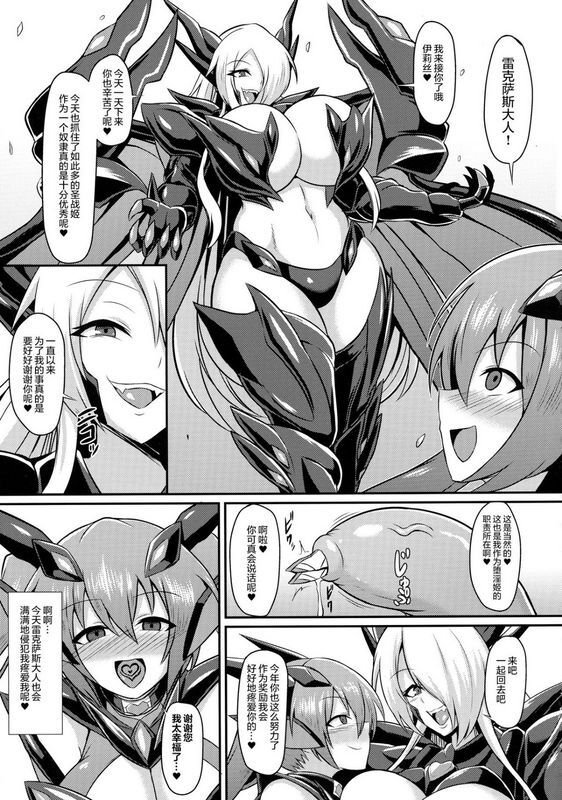 雷克萨斯大人！
我来接你了哦
伊莉丝♥
今天一天下来
你也辛苦了呢♥
今天也抓住了如此多的圣战姬
作为一个奴隶真的是十分优秀呢♥
一直以来
为了我的事真的是
要好好谢谢你呢♥
ニコッ
这是当然的♥
这也是我作为堕淫姬的
职责所在啊♥
啊啦
你可真会说话呢♥
来吧
一起回去吧
今年你也这么努力了
作为奖励我会
好好地疼爱你的…♥
谢谢您
我太幸福了…♥
啊啊…
今天雷克萨斯大人也会
满满地侵犯我疼爱我呢♥